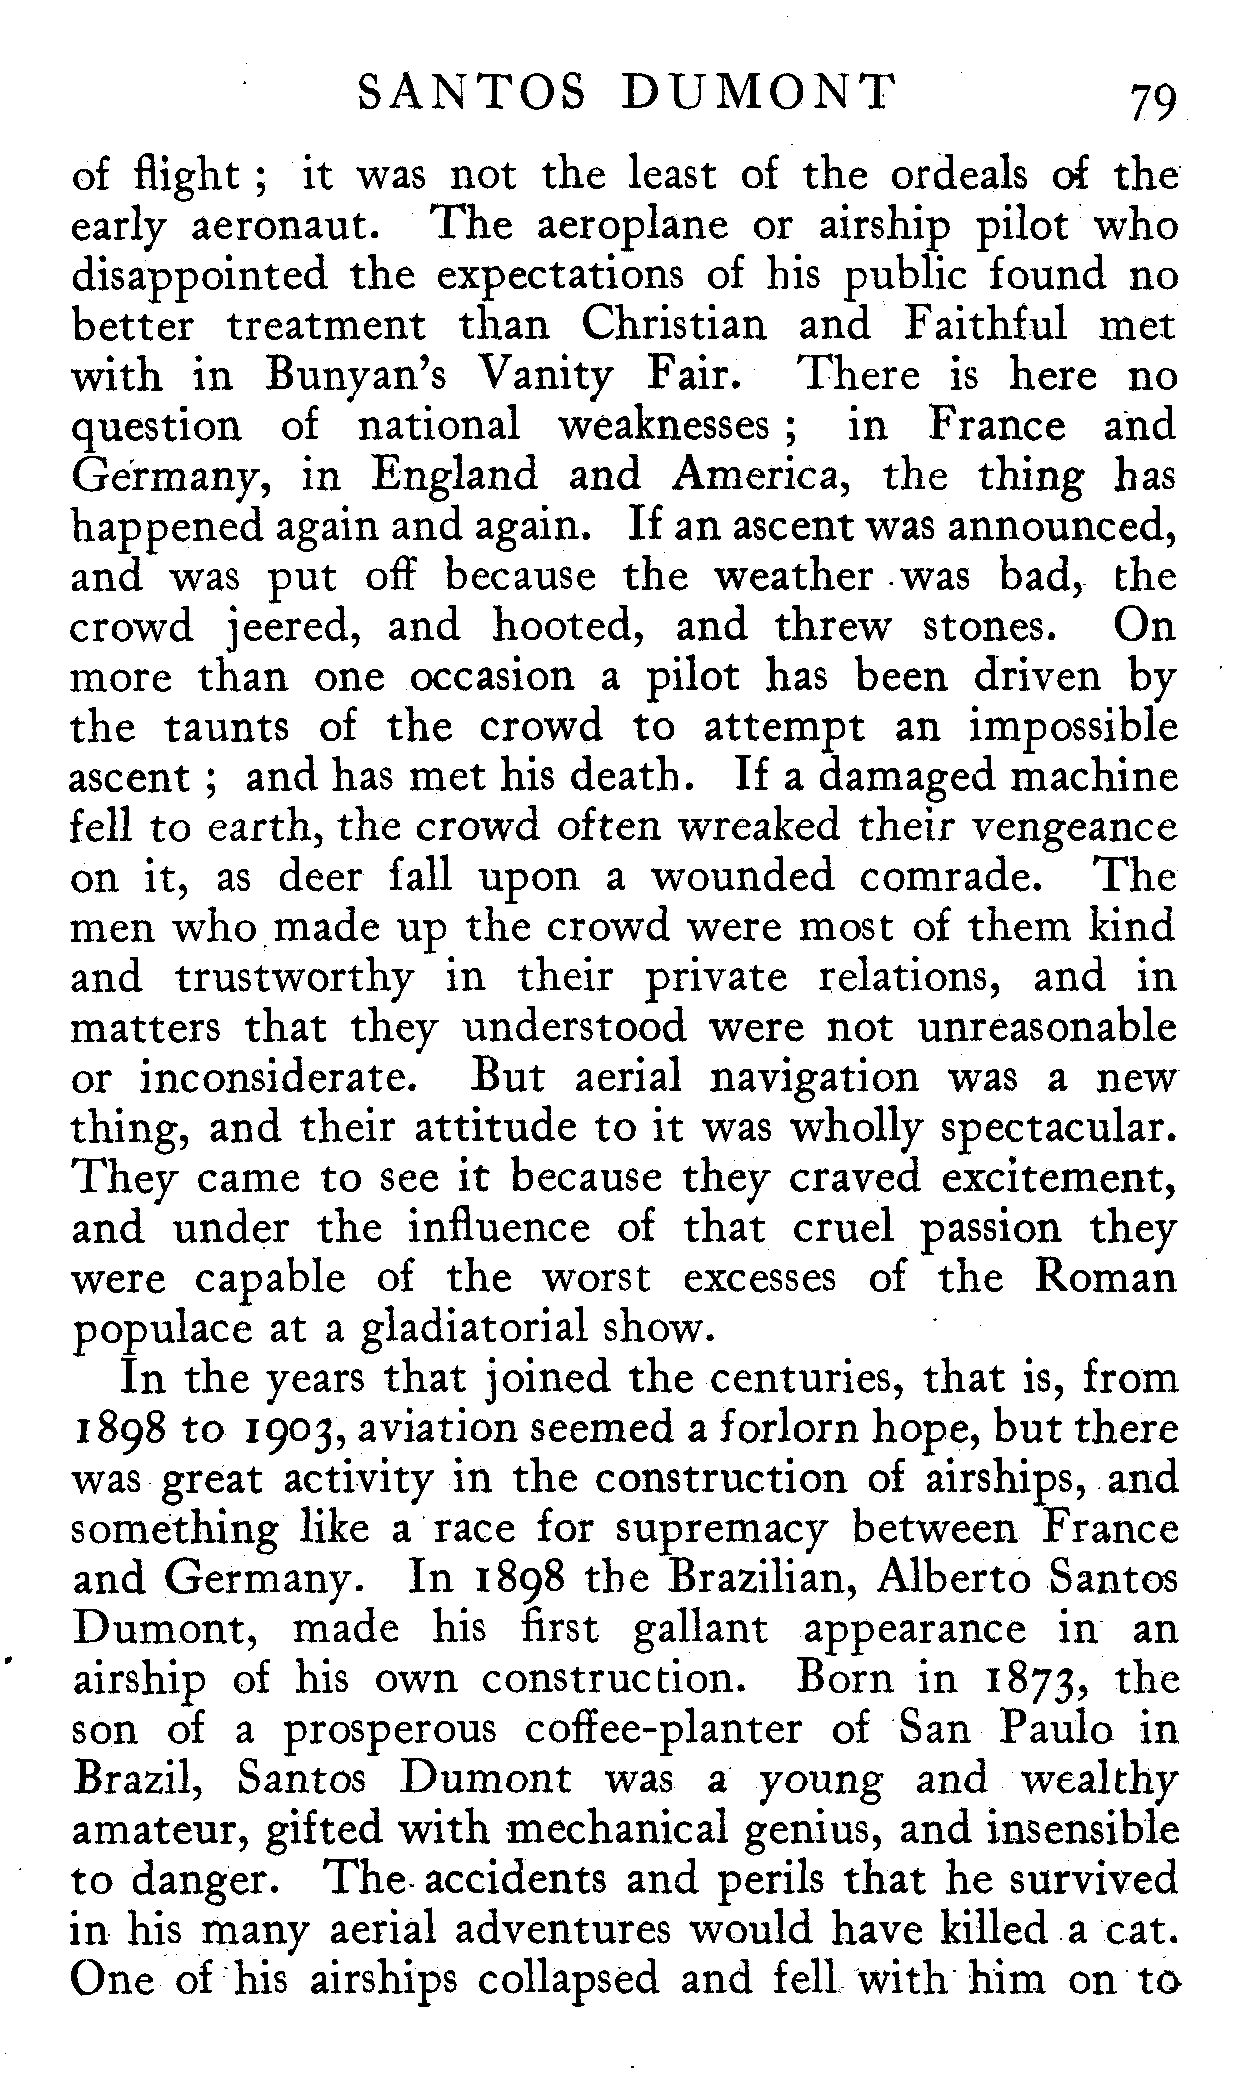 SANTOS DUMONT 79
of flight ; it was not the least of the ordeals of the
early aeronaut. The aeroplane or airship pilot who
disappointed the expectations of his public found no
better treatment than Christian and Faithful met
with in Bunyan's Vanity Fair. There is here no
question of national weaknesses ; in France and
Germany, in England and America, the thing has
happened again and again. If an ascent was announced,
and was put off because the weather was bad, the
crowd jeered, and hooted, and threw stones. On
more than one occasion a pilot has been driven by
the taunts of the crowd to attempt an impossible
ascent ; and has met his death. If a damaged machine
fell to earth, the crowd often wreaked their vengeance
on it, as deer fall upon a wounded comrade. The
men who made up the crowd were most of them kind
and trustworthy in their private relations, and in
matters that they understood were not unreasonable
or inconsiderate. But aerial navigation was a new
thing, and their attitude to it was wholly spectacular.
They came to see it because they craved excitement,
and under the influence of that cruel passion they
were capable of the worst excesses of the Roman
populace at a gladiatorial show.
In the years that joined the centuries, that is, from
1898 to 1903, aviation seemed a forlorn hope, but there
was great activity in the construction of airships, and
something like a race for supremacy between France
and Germany. In 1898 the Brazilian, Alberto Santos
Dumont, made his first gallant appearance in an
airship of his own construction. Born in 1873, the
son of a prosperous coffee-planter of San Paulo in
Brazil, Santos Dumont was a young and wealthy
amateur, gifted with mechanical genius, and insensible
to danger. The accidents and perils that he survived
in his many aerial adventures would have killed a cat.
One of his airships collapsed and fell with him on to